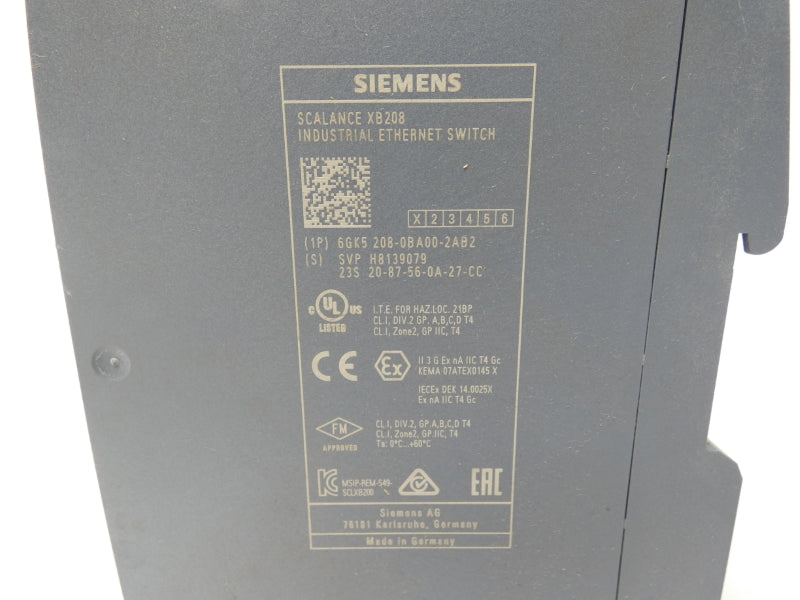 SIEMENS
SCALANCE XB208
INDUSTRIAL ETHERNET SWITCH
X 2 3 4 5 6
(1P) 6GK5 208-0BA00-2AB2
(S) SVP H8139079
23S 20-87-56-0A-27-CC
C UL US LISTED
I.T.E. FOR HAZ.LOC. 21BP
CL.I, DIV.2 GP. A,B,C,D T4
CL.I, Zone2, GP.IIC, T4
CE Ex
II 3 G Ex nA IIC T4 Gc
KEMA 07ATEX0145 X
IECEx DEK 14.0025X
Ex nA IIC T4 Gc
FM APPROVED
CL.I, DIV.2, GP.A,B,C,D T4
CL.I, Zone2, GP.IIC, T4
Ta: 0°C...+60°C
MSIP-REM-S49-
SCLXB200
EAC
Siemens AG
76181 Karlsruhe, Germany
Made in Germany